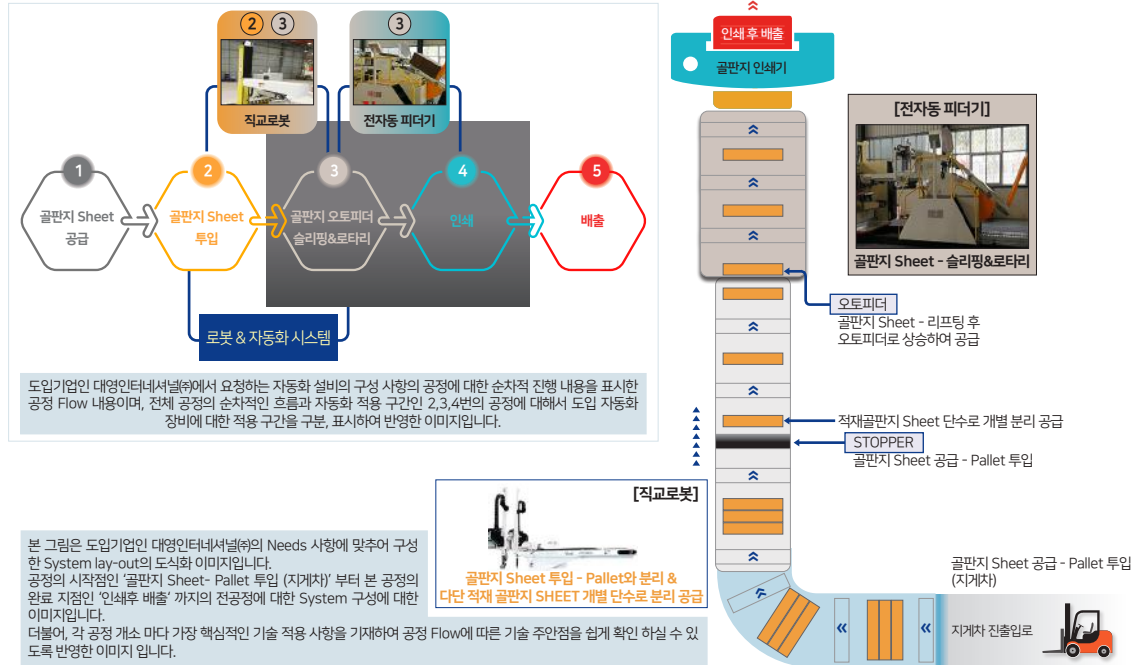 ② ③
직교로봇
③
전자동 피더기
1
골판지 Sheet
공급
2
골판지 Sheet
투입
3
골판지 오토피더
슬리핑&로타리
4
인쇄
5
배출
로봇 & 자동화 시스템
도입기업인 대영인터네셔널㈜에서 요청하는 자동화 설비의 구성 사항의 공정에 대한 순차적 진행 내용을 표시한
공정 Flow 내용이며, 전체 공정의 순차적인 흐름과 자동화 적용 구간인 2,3,4번의 공정에 대해서 도입 자동화
장비에 대한 적용 구간을 구분, 표시하여 반영한 이미지입니다.
인쇄 후 배출
골판지 인쇄기
[전자동 피더기]
골판지 Sheet - 슬리핑&로타리
오토피더
골판지 Sheet - 리프팅 후
오토피더로 상승하여 공급
적재골판지 Sheet 단수로 개별 분리 공급
STOPPER
골판지 Sheet 공급 - Pallet 투입
[직교로봇]
골판지 Sheet 투입 - Pallet와 분리 &
다단 적재 골판지 SHEET 개별 단수로 분리 공급
본 그림은 도입기업인 대영인터네셔널㈜의 Needs 사항에 맞추어 구성
한 System lay-out의 도식화 이미지입니다.
공정의 시작점인 ‘골판지 Sheet- Pallet 투입 (지게차)’ 부터 본 공정의
완료 지점인 ‘인쇄후 배출’ 까지의 전공정에 대한 System 구성에 대한
이미지입니다.
더불어, 각 공정 개소 마다 가장 핵심적인 기술 적용 사항을 기재하여 공정 Flow에 따른 기술 주안점을 쉽게 확인 하실 수 있
도록 반영한 이미지 입니다.
골판지 Sheet 공급 - Pallet 투입
(지게차)
지게차 진출입로